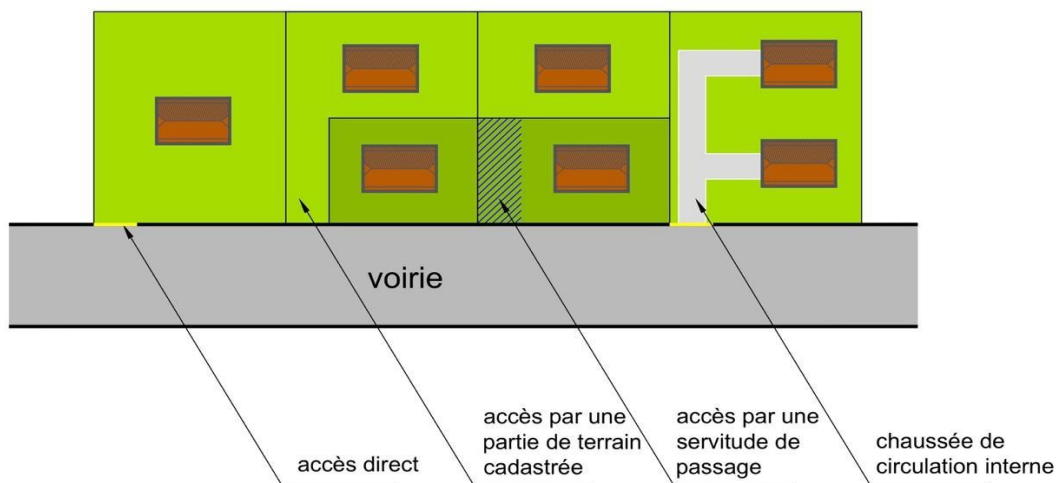 voirie
accès direct
accès par une
partie de terrain
cadastrée
accès par une
servitude de
passage
chaussée de
circulation interne